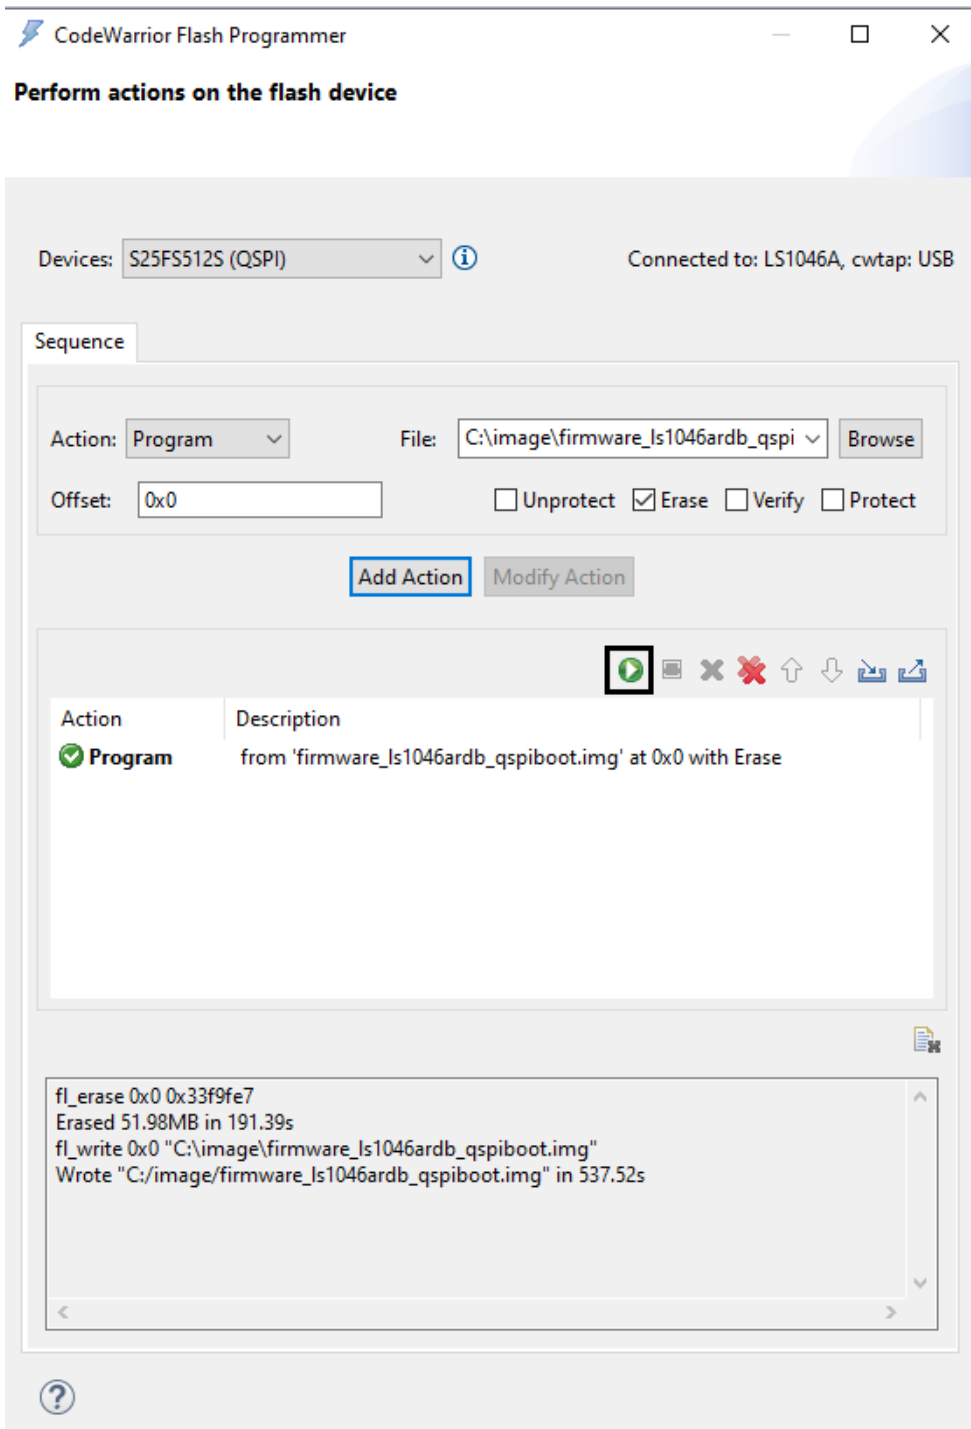 CodeWarrior Flash Programmer
Perform actions on the flash device
Devices: S25FS512S (QSPI) Connected to: LS1046A, cwtap: USB
Sequence
Action: Program File: C:\image\firmware_ls1046ardb_qspi Browse
Offset: 0x0 Unprotect Erase Verify Protect
Add Action Modify Action
Action Description
Program from 'firmware_ls1046ardb_qspiboot.img' at 0x0 with Erase
fl_erase 0x0 0x33f9fe7
Erased 51.98MB in 191.39s
fl_write 0x0 "C:\image\firmware_ls1046ardb_qspiboot.img"
Wrote "C:/image/firmware_ls1046ardb_qspiboot.img" in 537.52s